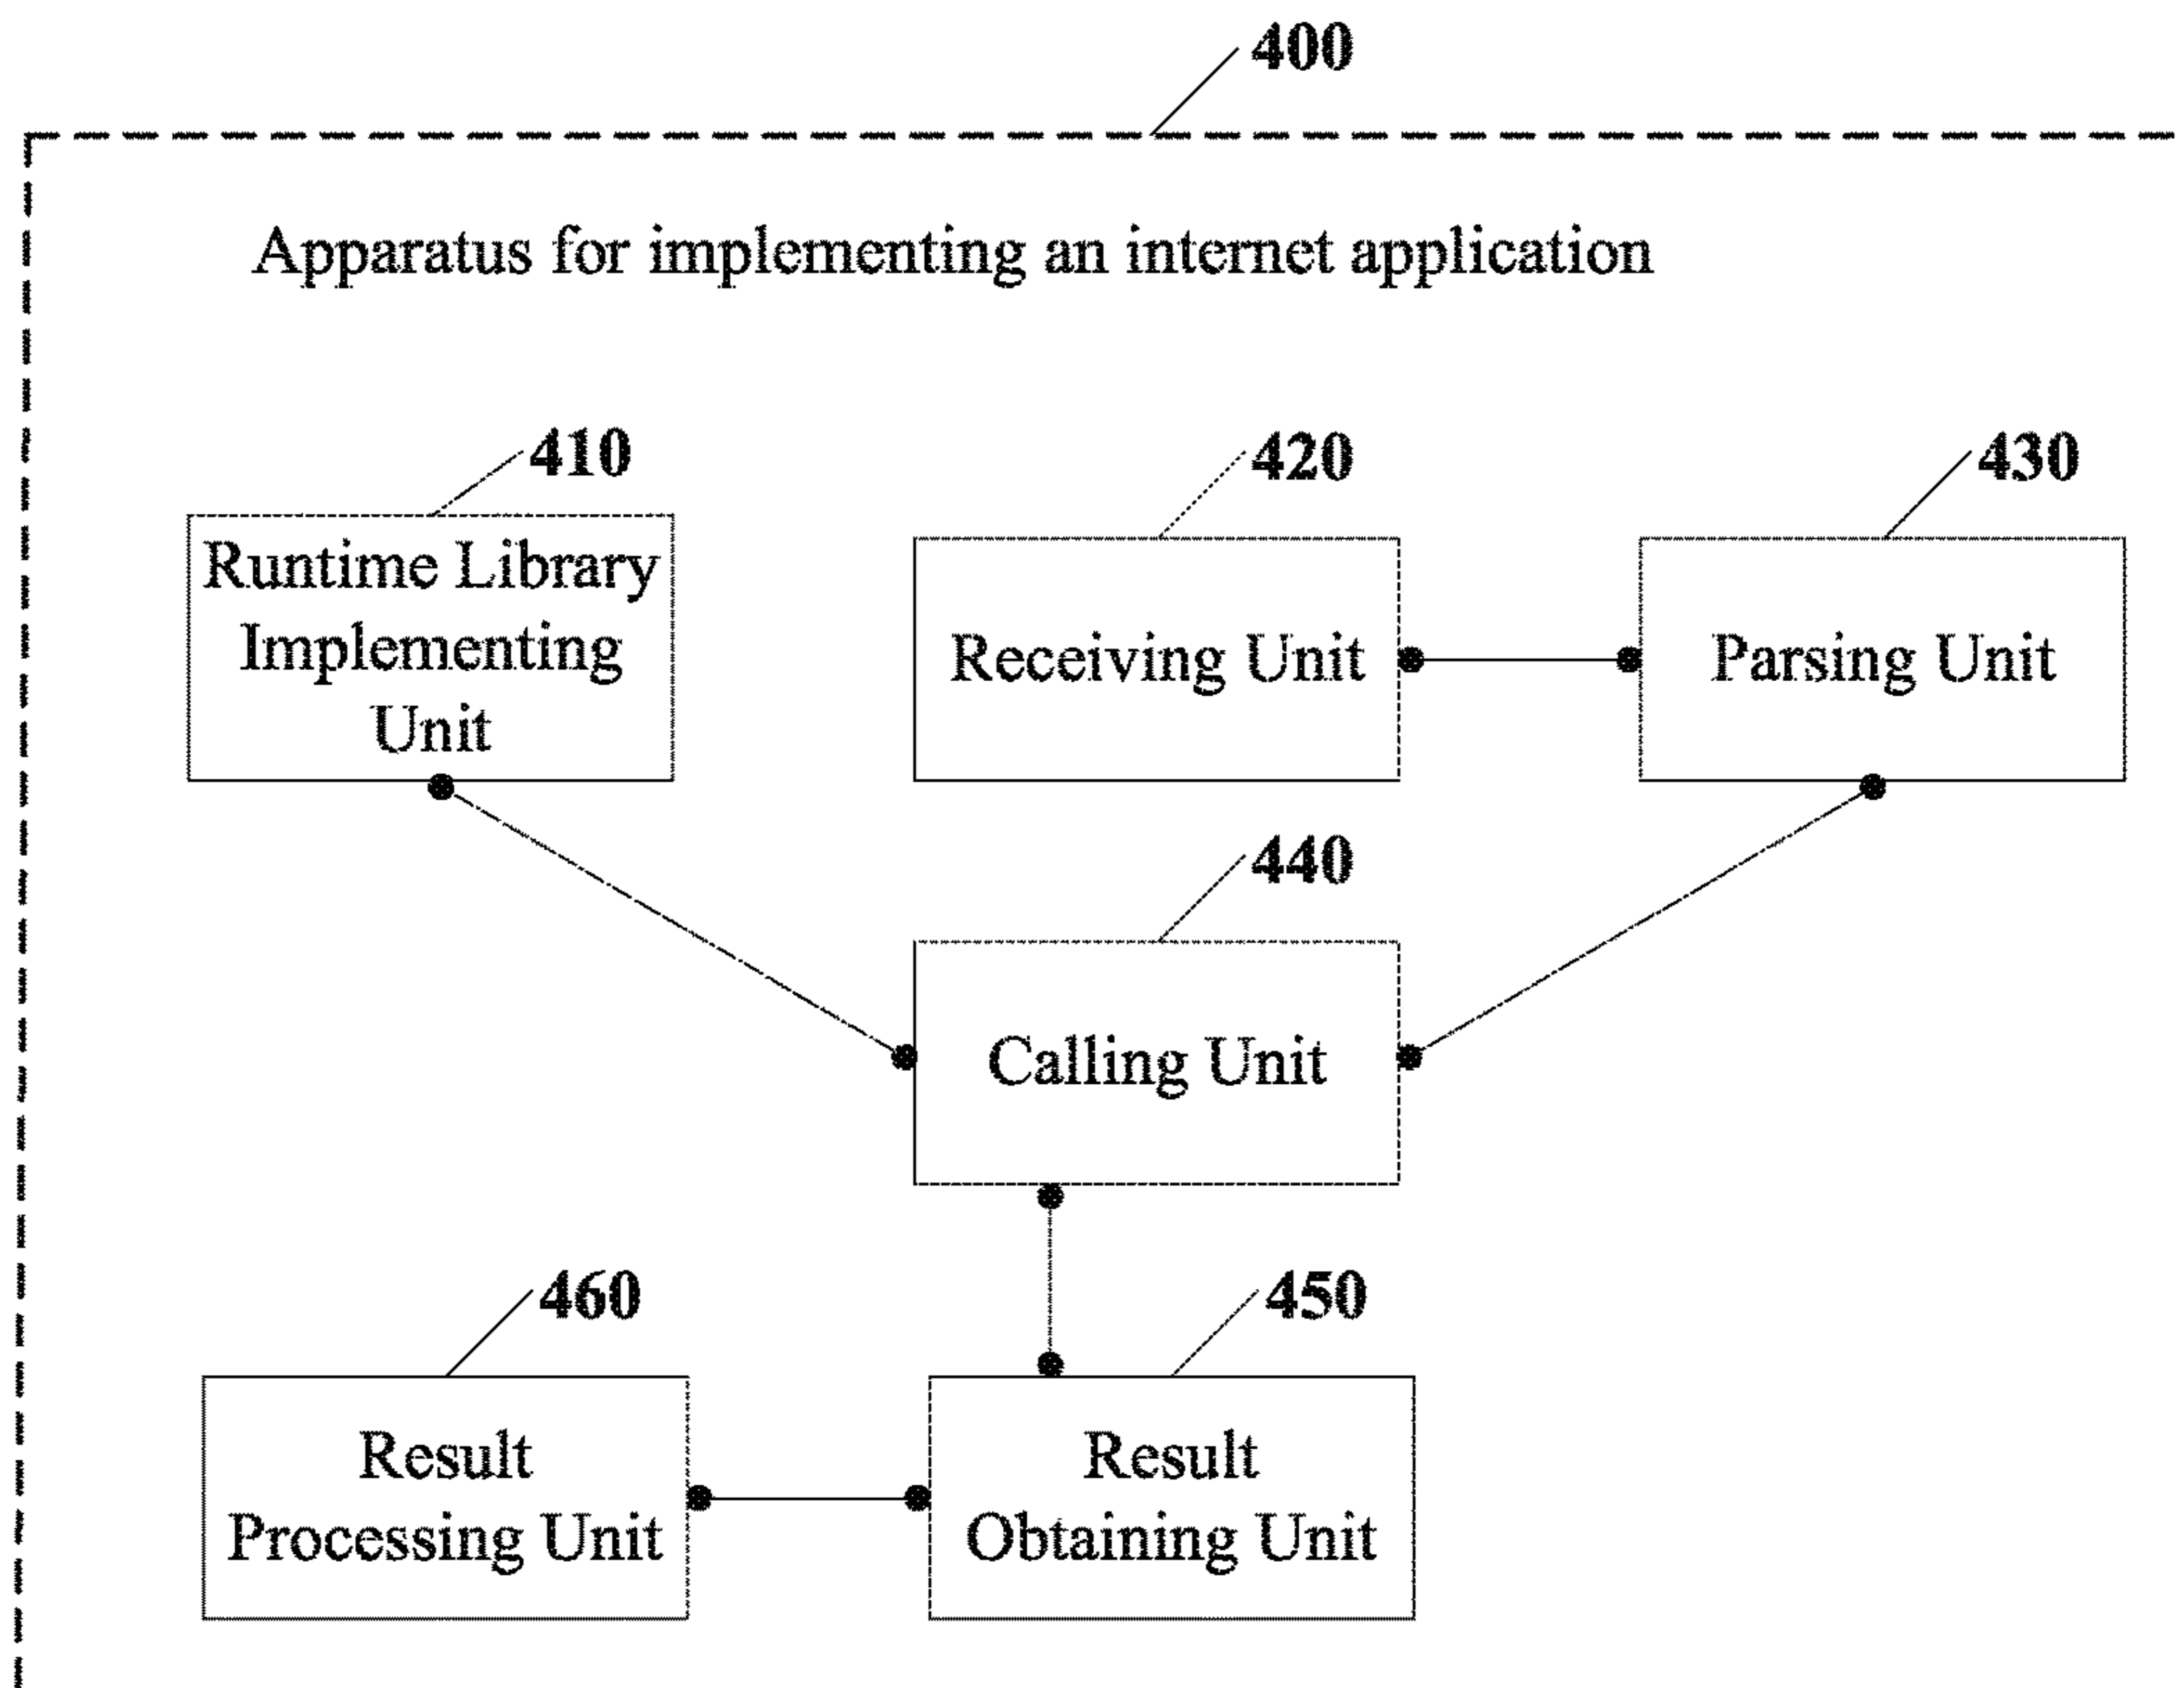 400
Apparatus for implementing an internet application
410
420
430
Runtime Library
Implementing
Unit
Receiving Unit
Parsing Unit
440
Calling Unit
460
450
Result
Processing Unit
Result
Obtaining Unit